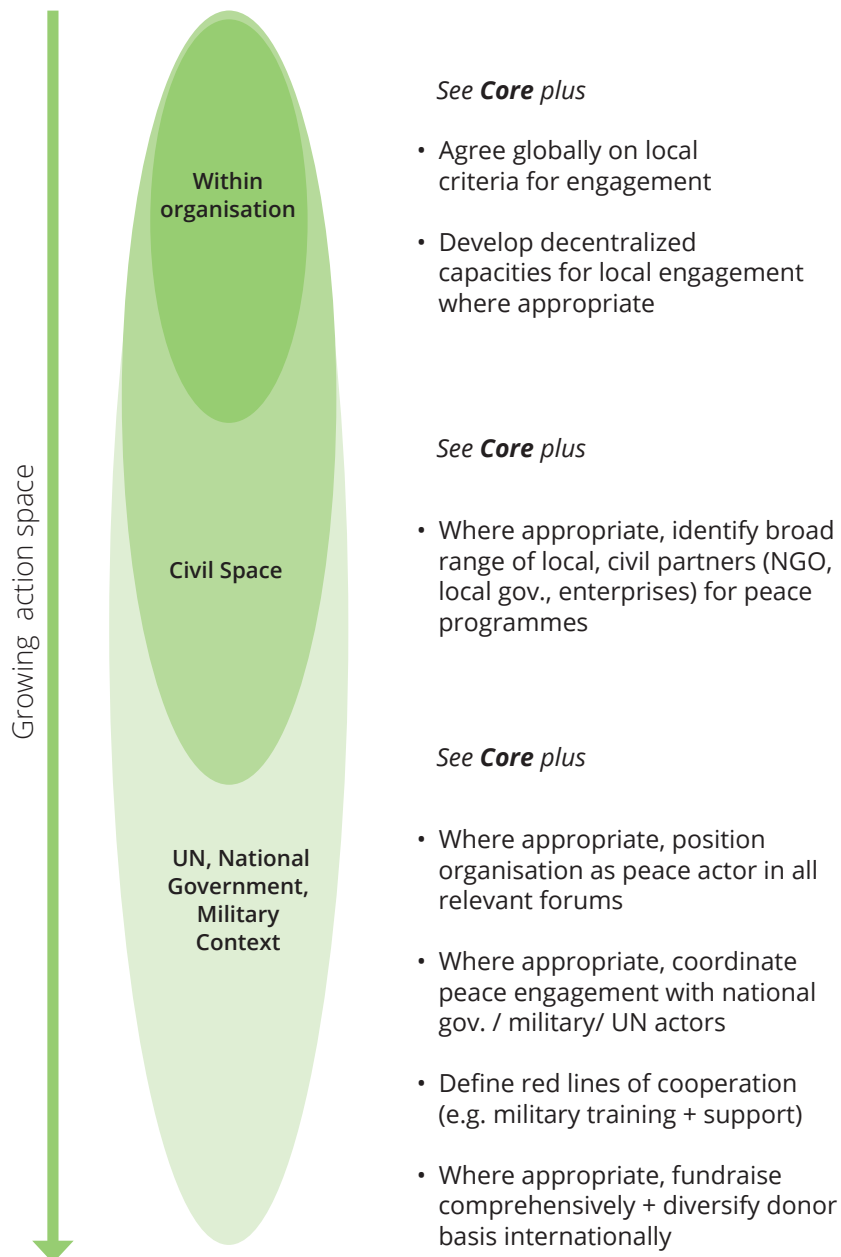 Growing action space
Within
organisation
See Core plus
• Agree globally on local
criteria for engagement
• Develop decentralized
capacities for local engagement
where appropriate
Civil Space
See Core plus
• Where appropriate, identify broad
range of local, civil partners (NGO,
local gov., enterprises) for peace
programmes
UN, National
Government,
Military
Context
See Core plus
• Where appropriate, position
organisation as peace actor in all
relevant forums
• Where appropriate, coordinate
peace engagement with national
gov. / military/ UN actors
• Define red lines of cooperation
(e.g. military training + support)
• Where appropriate, fundraise
comprehensively + diversify donor
basis internationally